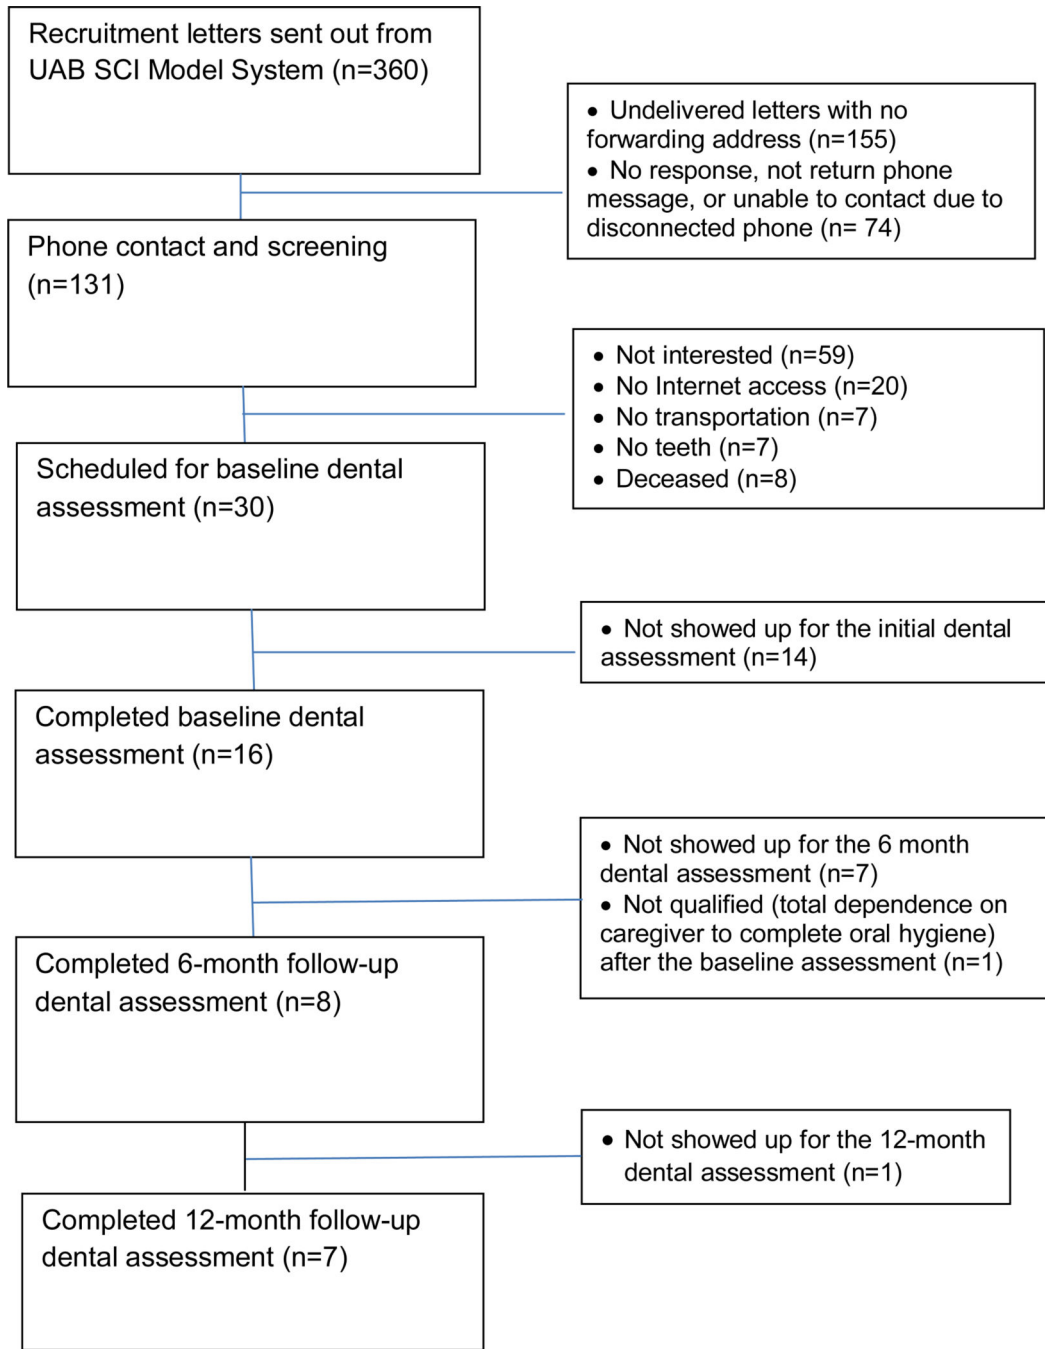 Recruitment letters sent out from
UAB SCI Model System (n=360)
• Undelivered letters with no
forwarding address (n=155)
• No response, not return phone
message, or unable to contact due to
disconnected phone (n= 74)
Phone contact and screening
(n=131)
• Not interested (n=59)
• No Internet access (n=20)
• No transportation (n=7)
• No teeth (n=7)
• Deceased (n=8)
Scheduled for baseline dental
assessment (n=30)
• Not showed up for the initial dental
assessment (n=14)
Completed baseline dental
assessment (n=16)
• Not showed up for the 6 month
dental assessment (n=7)
• Not qualified (total dependence on
caregiver to complete oral hygiene)
after the baseline assessment (n=1)
Completed 6-month follow-up
dental assessment (n=8)
• Not showed up for the 12-month
dental assessment (n=1)
Completed 12-month follow-up
dental assessment (n=7)